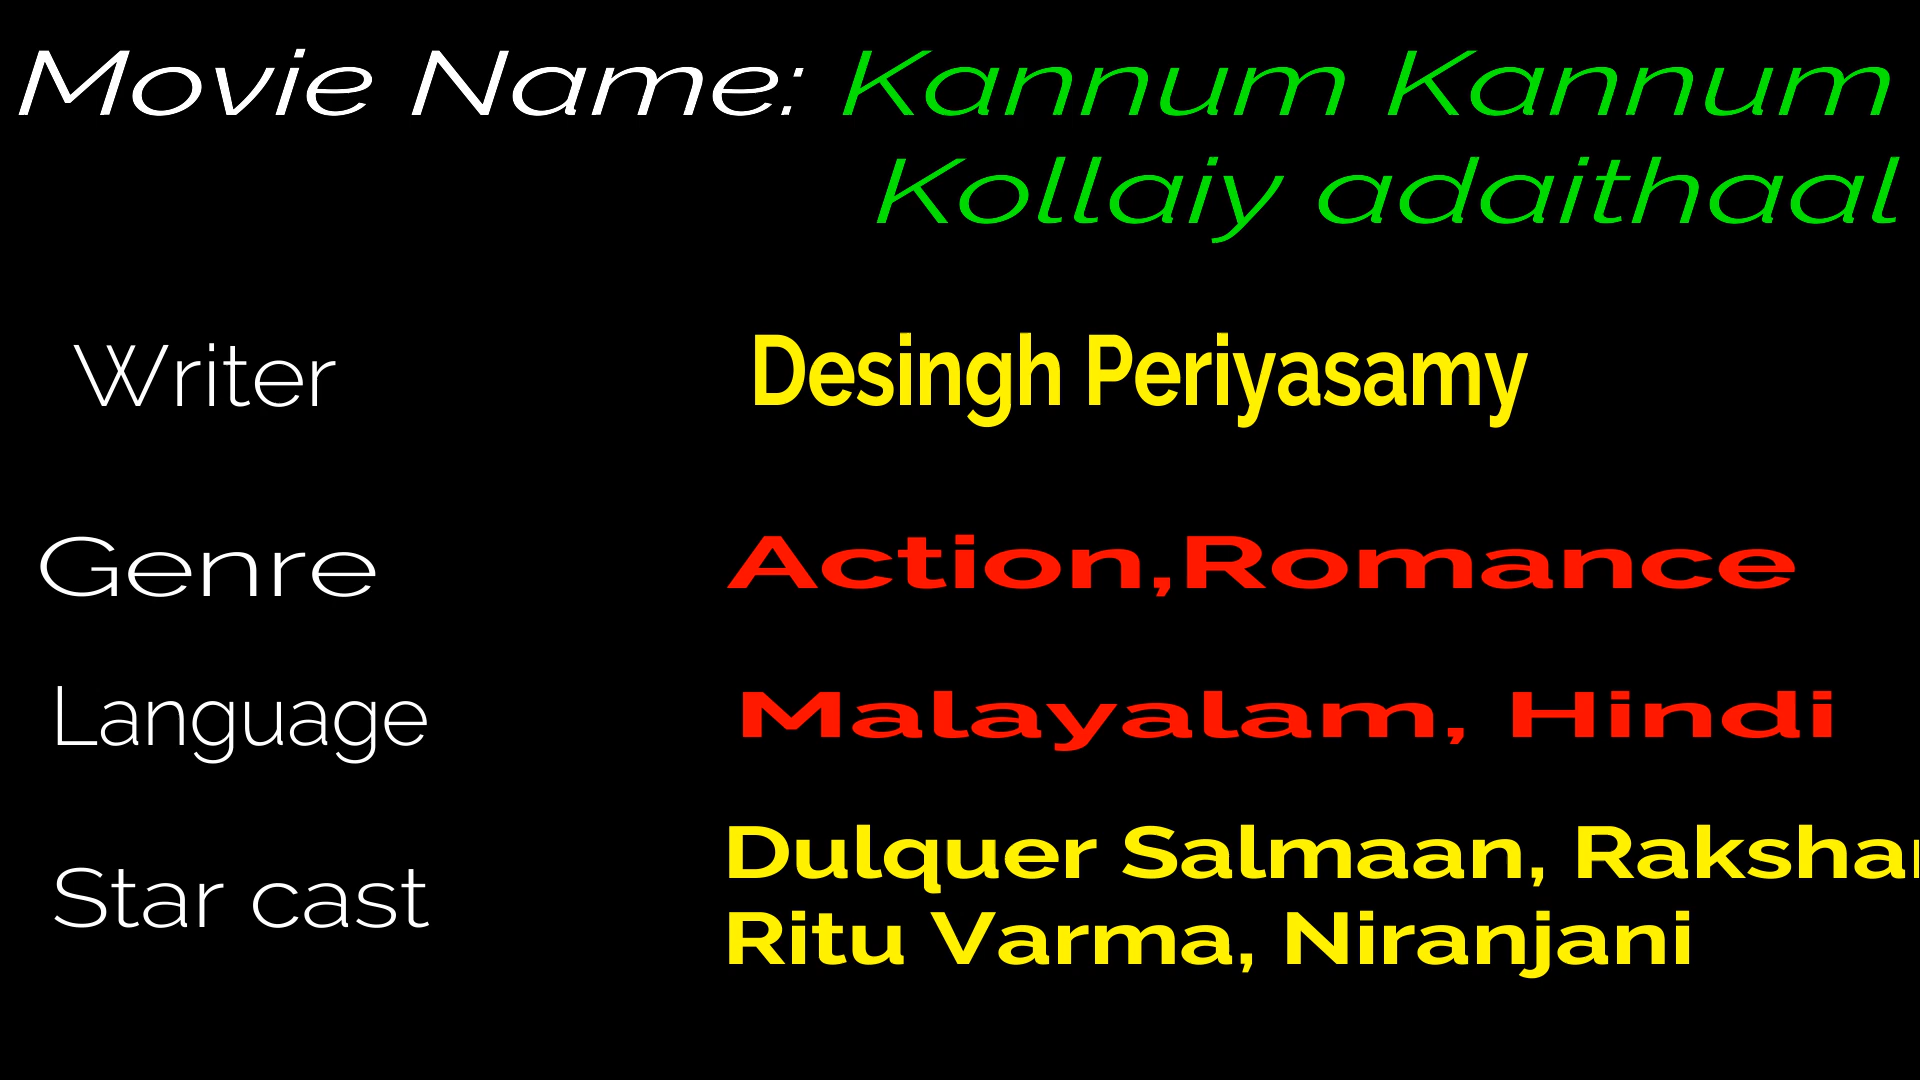 Movie Name: Kannum Kannum
Kollaiy adaithaal
Writer Desingh Periyasamy
Genre Action,Romance
Language Malayalam, Hindi
Star cast
Dulquer Salmaan,
Ritu Varma, Niranjani